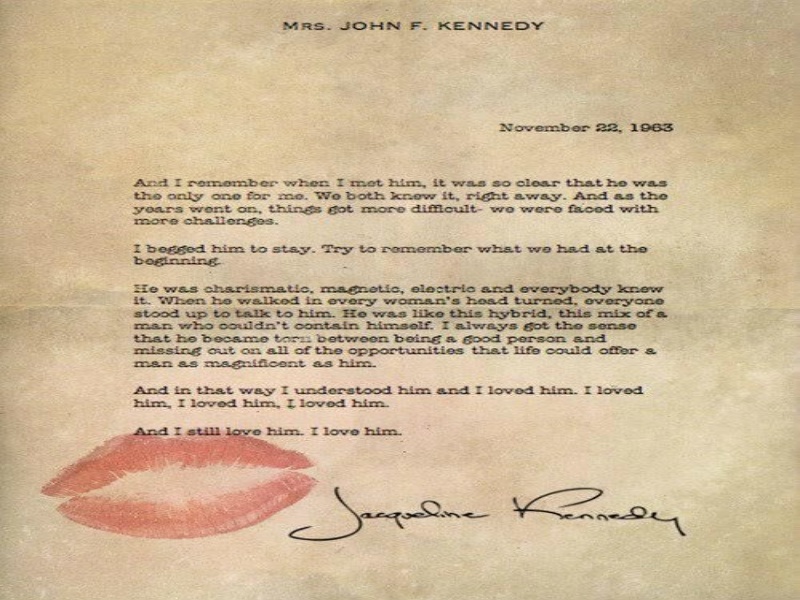 MRS. JOHN F. KENNEDY
November 22, 1963
And I remember when I met him, it was so clear that he was
the only one for me. We both knew it, right away. And as the
years went on, things got more difficult- we were faced with
more challenges.
I begged him to stay. Try to remember what we had at the
beginning.
He was charismatic, magnetic, electric and everybody knew
it. When he walked in every woman's head turned, everyone
stood up to talk to him. He was like this hybrid, this mix of a
man who couldn't contain himself. I always got the sense
that he became torn between being a good person and
missing out on all of the opportunities that life could offer a
man as magnificent as him.
And in that way I understood him and I loved him. I loved
him, I loved him, I loved him.
And I still love him. I love him.
Jacqueline Kennedy